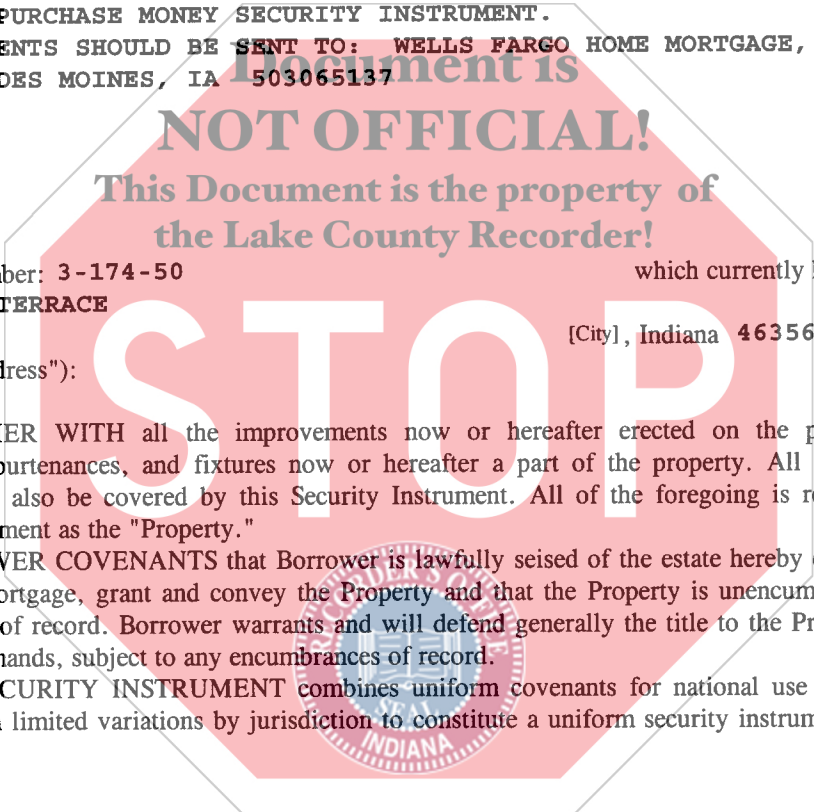 PURCHASE MONEY SECURITY INSTRUMENT.
ENTS SHOULD BE SENT TO: WELLS FARGO HOME MORTGAGE,
DES MOINES, IA 503065137
Document is
NOT OFFICIAL!
This Document is the property of
the Lake County Recorder!
ber: 3-174-50 which currently
TERRACE
[City], Indiana 46356
dress"):
STOP
ER WITH all the improvements now or hereafter erected on the p
purtenances, and fixtures now or hereafter a part of the property. All
also be covered by this Security Instrument. All of the foregoing is re
ment as the "Property."
WER COVENANTS that Borrower is lawfully seised of the estate hereby
ortgage, grant and convey the Property and that the Property is unencum
of record. Borrower warrants and will defend generally the title to the Pr
ands, subject to any encumbrances of record.
CURITY INSTRUMENT combines uniform covenants for national use
limited variations by jurisdiction to constitute a uniform security instrum
RECORDER'S OFFICE
SEAL
INDIANA